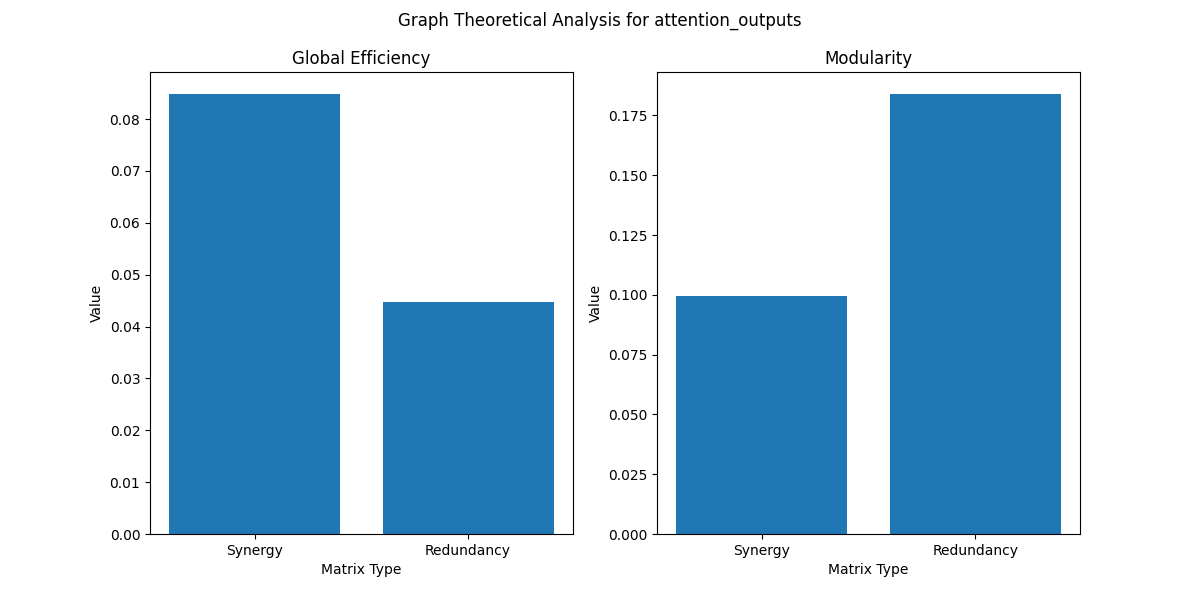 Graph Theoretical Analysis for attention_outputs
Global Efficiency
0.08
0.07
0.06
0.05
0.04
0.03
0.02
0.01
0.00
Value
Synergy
Redundancy
Matrix Type
Modularity
0.175
0.150
0.125
0.100
0.075
0.050
0.025
0.000
Value
Synergy
Redundancy
Matrix Type